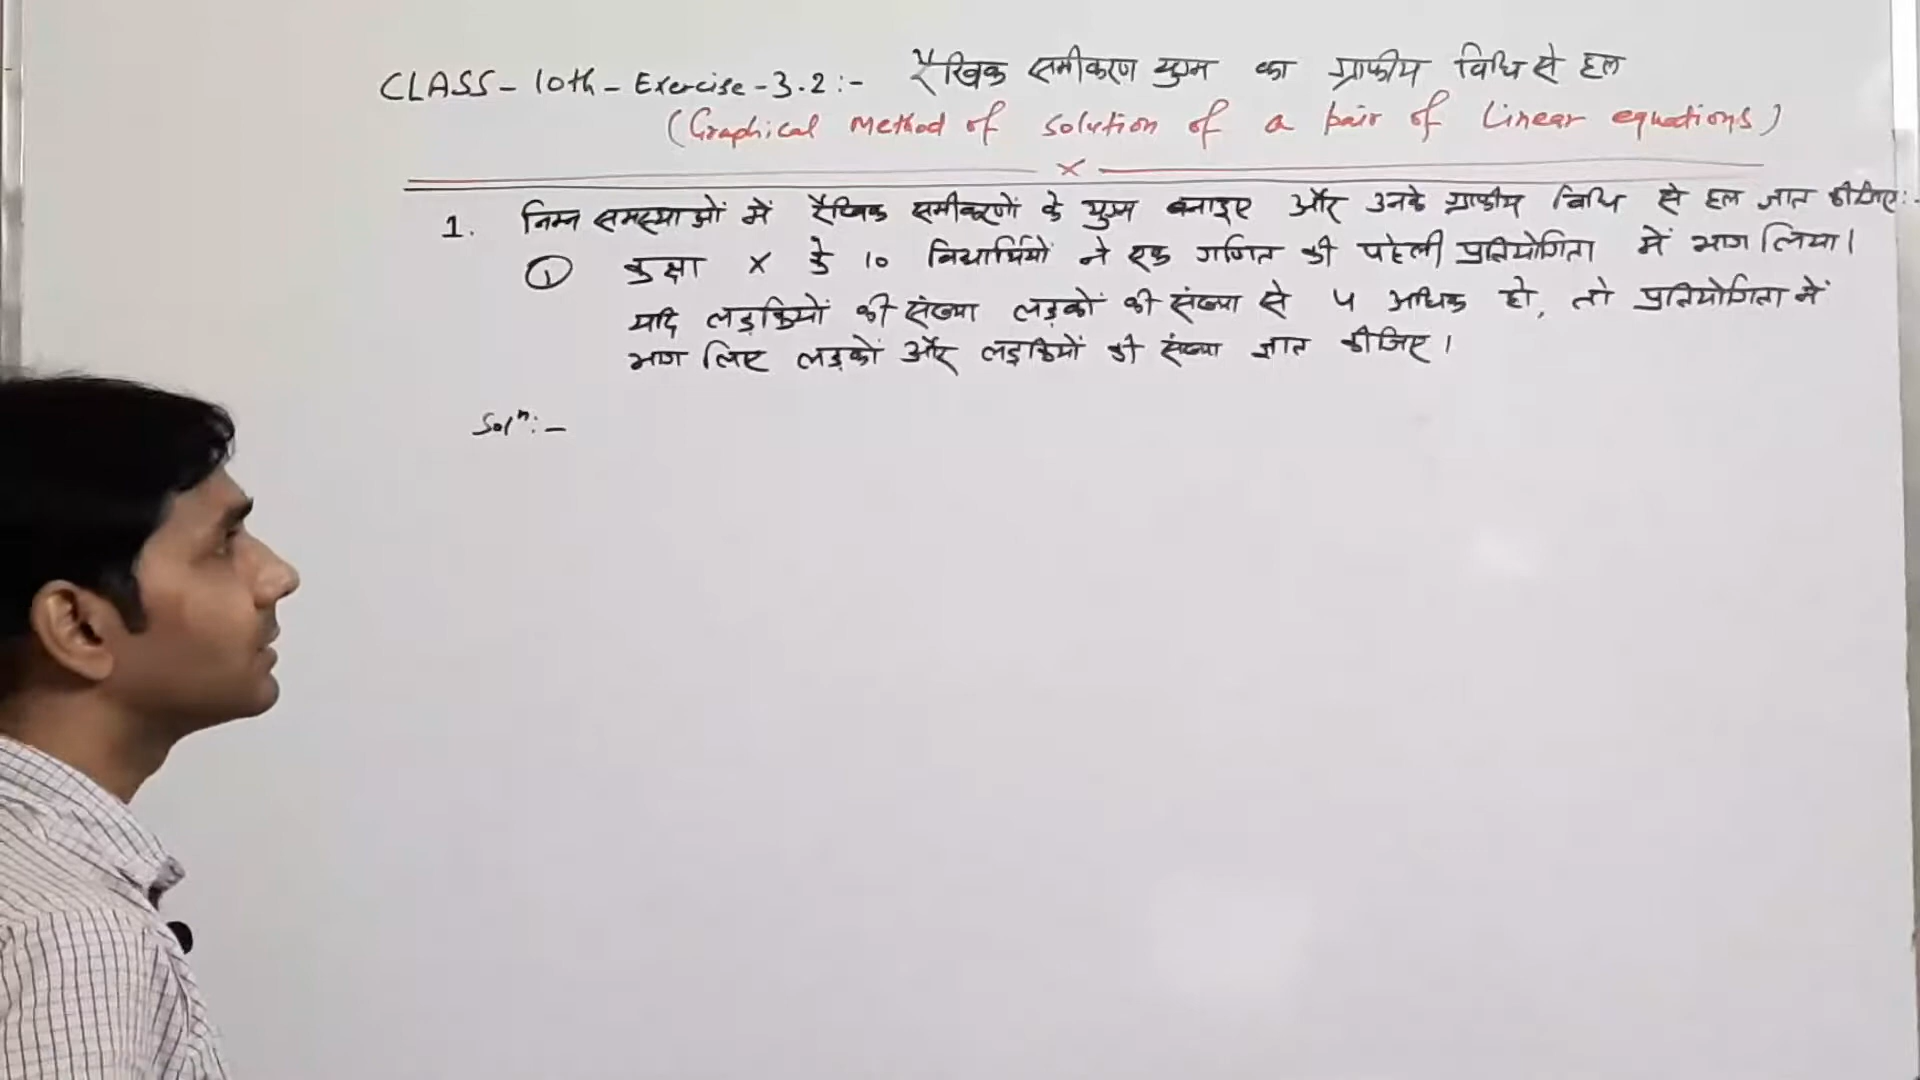 CLASS - 10th - Exercise - 3.2 :- रैखिक समीकरण युग्म का ग्राफीय विधि से हल
(Graphical Method of solution of a pair of Linear equations)
x
1. निम्न समस्याओं में रैखिक समीकरणों के युग्म बनाइए और उनके ग्राफीय विधि से हल ज्ञात कीजिए:-
① कक्षा X के 10 विद्यार्थियों ने एक गणित की पहेली प्रतियोगिता में भाग लिया।
यदि लड़कियों की संख्या लड़कों की संख्या से 4 अधिक हो, तो प्रतियोगिता में
भाग लिए लड़कों और लड़कियों की संख्या ज्ञात कीजिए।
Solⁿ:-